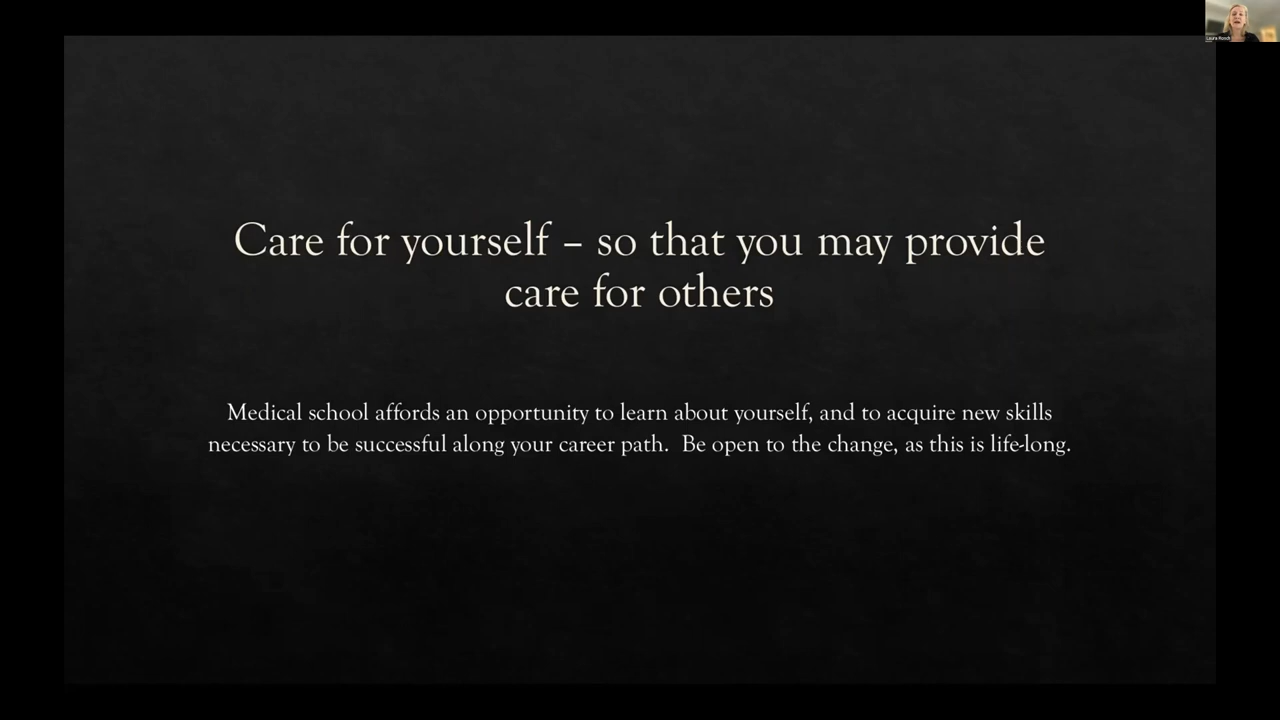 Care for yourself – so that you may provide
care for others
Medical school affords an opportunity to learn about yourself, and to acquire new skills
necessary to be successful along your career path.  Be open to the change, as this is life-long.
Laura